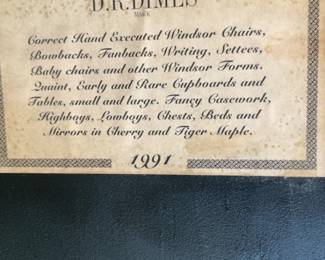 D.R.DIMES
MARK
Correct Hand Executed Windsor Chairs,
Bowbacks, Fanbacks, Writing, Settees,
Baby chairs and other Windsor Forms.
Quaint, Early and Rare Cupboards and
Tables, small and large. Fancy Casework,
Highboys, Lowboys, Chests, Beds and
Mirrors in Cherry and Tiger Maple.
1991